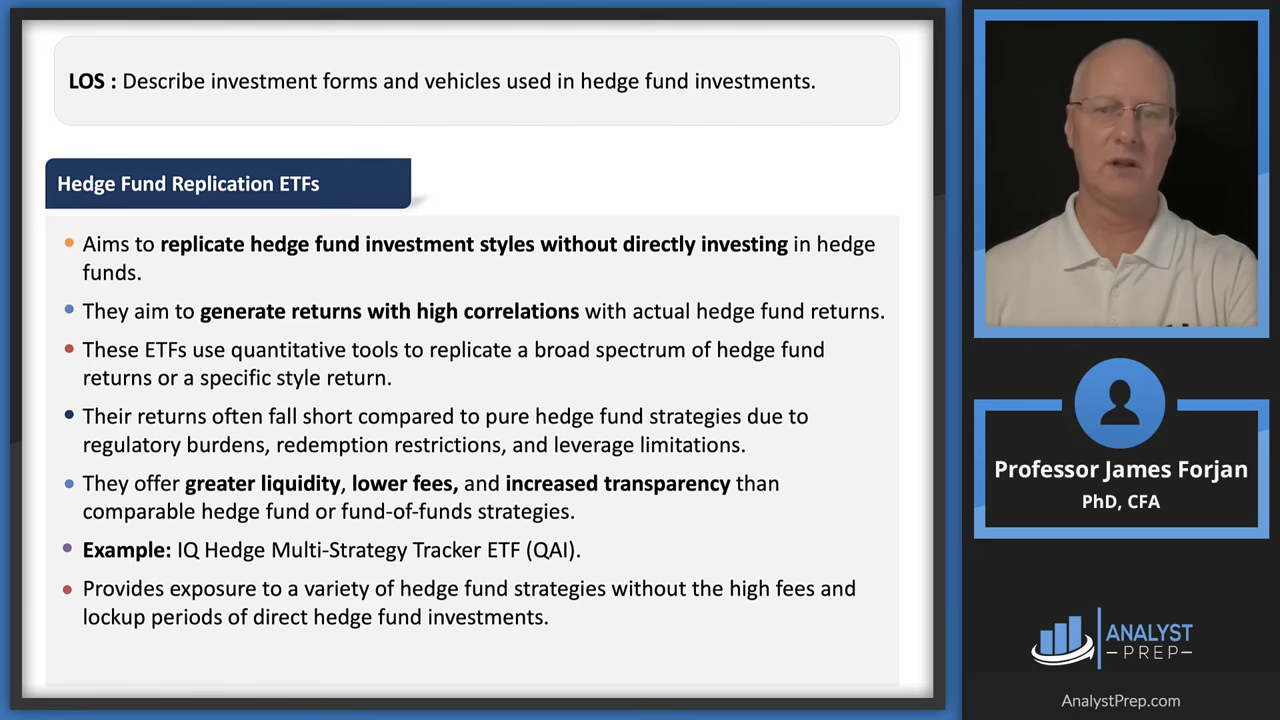 LOS : Describe investment forms and vehicles used in hedge fund investments.
Hedge Fund Replication ETFs
Aims to replicate hedge fund investment styles without directly investing in hedge
funds.
They aim to generate returns with high correlations with actual hedge fund returns.
These ETFs use quantitative tools to replicate a broad spectrum of hedge fund
returns or a specific style return.
Their returns often fall short compared to pure hedge fund strategies due to
regulatory burdens, redemption restrictions, and leverage limitations.
They offer greater liquidity, lower fees, and increased transparency than
comparable hedge fund or fund-of-funds strategies.
Example: IQ Hedge Multi-Strategy Tracker ETF (QAI).
Provides exposure to a variety of hedge fund strategies without the high fees and
lockup periods of direct hedge fund investments.
Professor James Forjan
PhD, CFA
ANALYST
PREP
AnalystPrep.com